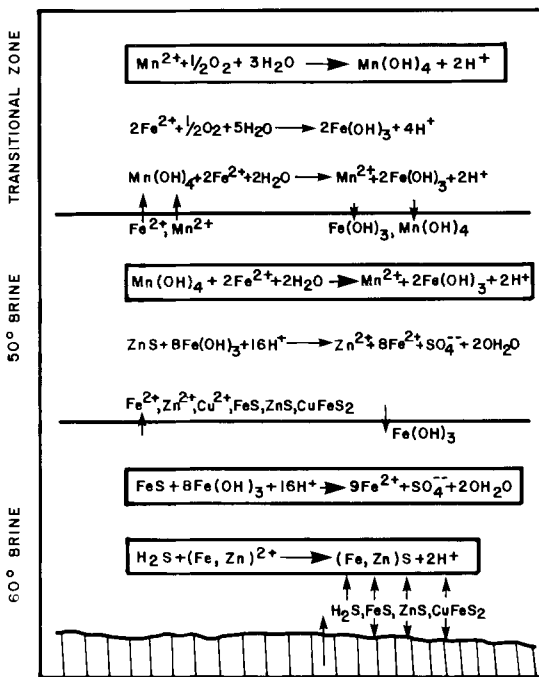 TRANSITIONAL ZONE
Mn²⁺+½O₂+ 3H₂O → Mn(OH)₄ + 2H⁺
2Fe²⁺+½O₂+5H₂O → 2Fe(OH)₃+4H⁺
Mn(OH)₄+2Fe²⁺+2H₂O → Mn²⁺+2Fe(OH)₃+2H⁺
Fe²⁺,Mn²⁺ Fe(OH)₃, Mn(OH)₄
50° BRINE
Mn(OH)₄ + 2Fe²⁺+2H₂O → Mn²⁺+ 2Fe(OH)₃+ 2H⁺
ZnS+8Fe(OH)₃+16H⁺ → Zn²⁺+8Fe²⁺+SO₄⁻⁻+20H₂O
Fe²⁺,Zn²⁺,Cu²⁺,FeS,ZnS,CuFeS₂
Fe(OH)₃
60° BRINE
FeS+8Fe(OH)₃+16H⁺ → 9Fe²⁺+SO₄⁻⁻+20H₂O
H₂S+(Fe, Zn)²⁺ → (Fe,Zn)S+2H⁺
H₂S,FeS, ZnS,CuFeS₂